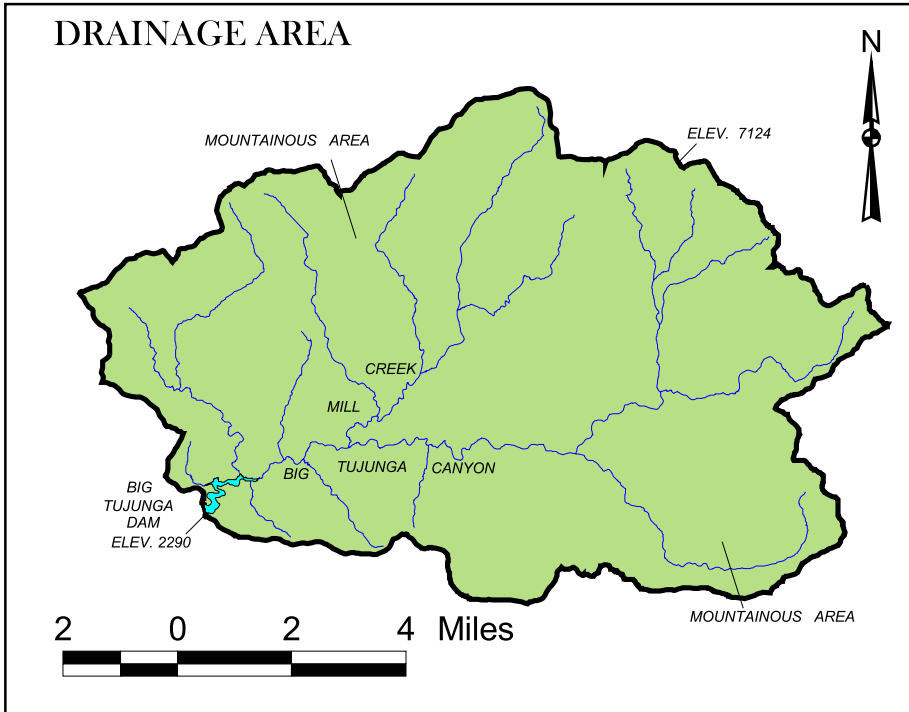 DRAINAGE AREA
N
MOUNTAINOUS AREA
ELEV. 7124
CREEK
MILL
BIG
TUJUNGA
CANYON
BIG
TUJUNGA
DAM
ELEV. 2290
MOUNTAINOUS AREA
2 0 2 4 Miles